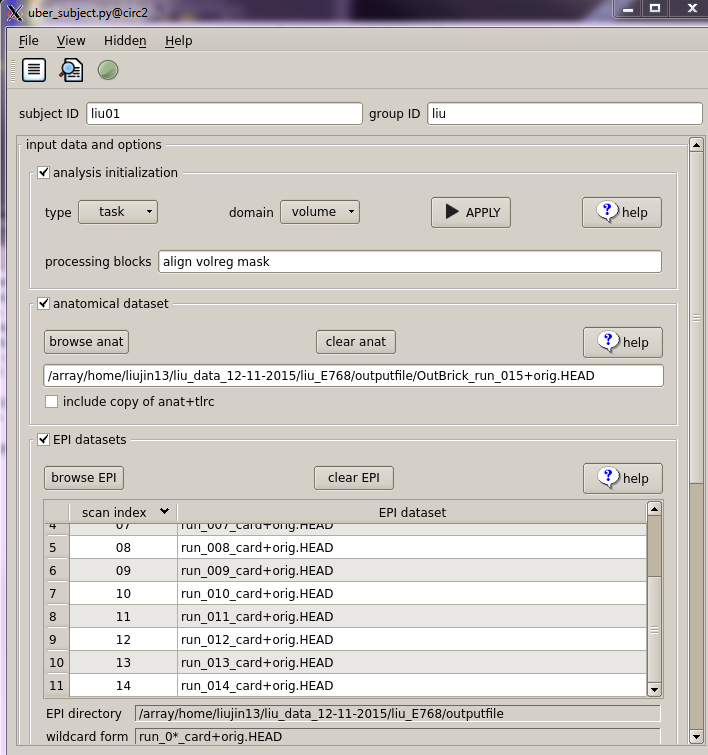 uber_subject.py@circ2
File View Hidden Help
subject ID liu01 group ID liu
input data and options
analysis initialization
type task domain volume APPLY ? help
processing blocks align volreg mask
anatomical dataset
browse anat clear anat ? help
/array/home/liujin13/liu_data_12-11-2015/liu_E768/outputfile/OutBrick_run_015+orig.HEAD
include copy of anat+tlrc
EPI datasets
browse EPI clear EPI ? help
scan index EPI dataset
4 07 run_007_card+orig.HEAD
5 08 run_008_card+orig.HEAD
6 09 run_009_card+orig.HEAD
7 10 run_010_card+orig.HEAD
8 11 run_011_card+orig.HEAD
9 12 run_012_card+orig.HEAD
10 13 run_013_card+orig.HEAD
11 14 run_014_card+orig.HEAD
EPI directory /array/home/liujin13/liu_data_12-11-2015/liu_E768/outputfile
wildcard form run_0*_card+orig.HEAD